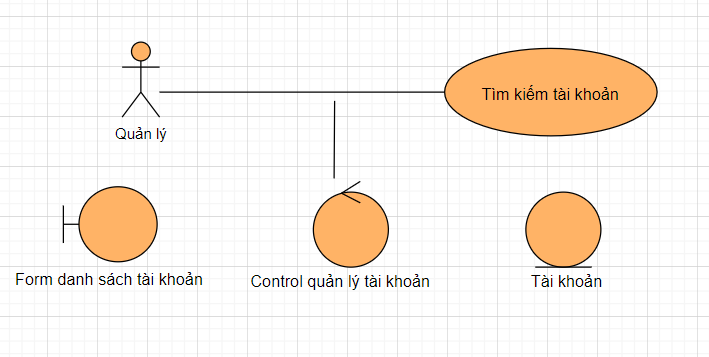 Tìm kiếm tài khoản
Quản lý
Form danh sách tài khoản
Control quản lý tài khoản
Tài khoản